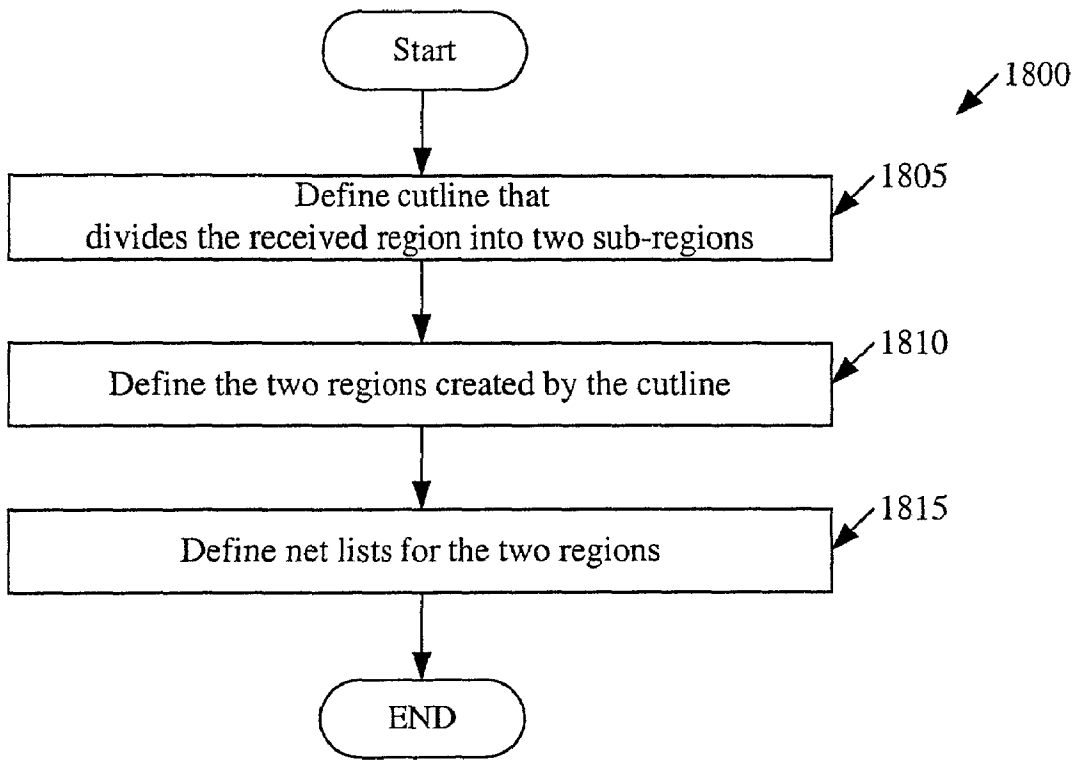 Start
1800
1805
Define cutline that
divides the received region into two sub-regions
1810
Define the two regions created by the cutline
1815
Define net lists for the two regions
END